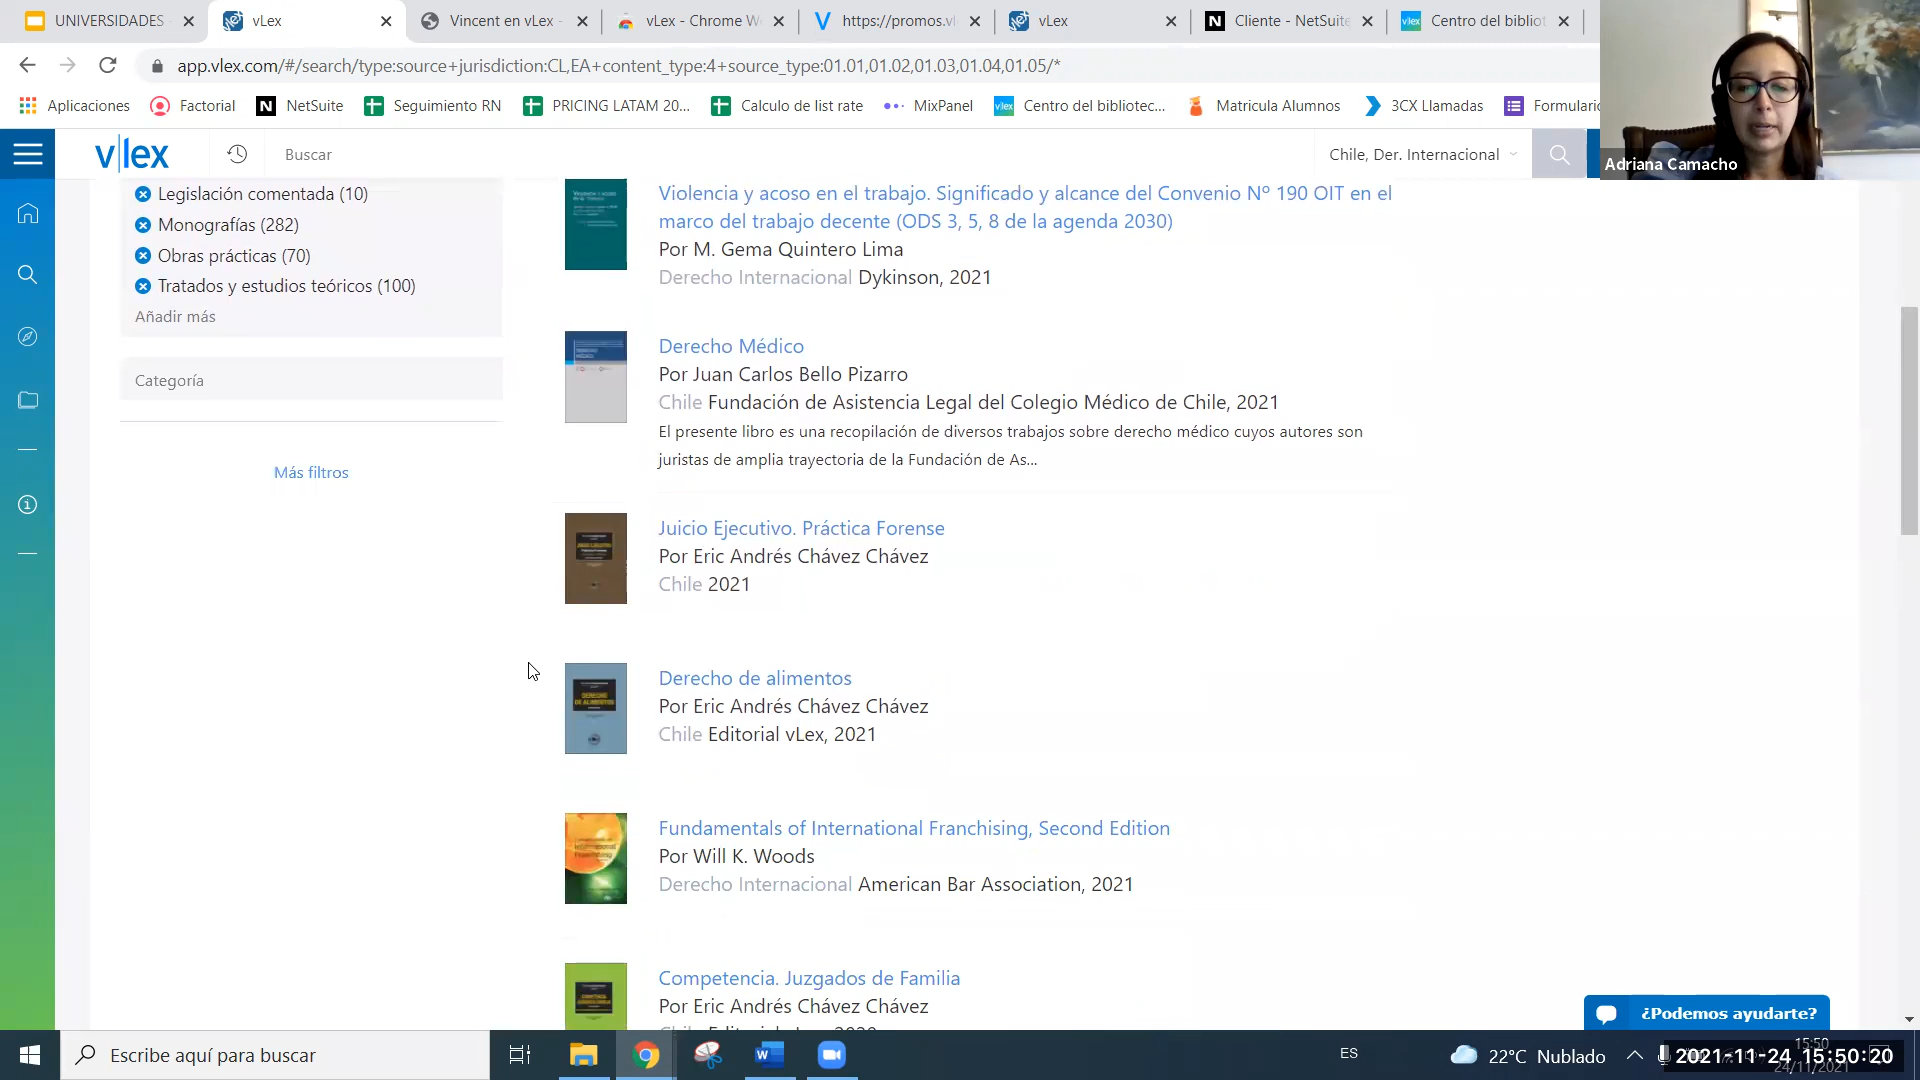 UNIVERSIDADES
vLex
Vincent en vLex -
vLex - Chrome W
https://promos.vl
vLex
Cliente - NetSuite
Centro del bibliot
app.vlex.com/#/search/type:source+jurisdiction:CL,EA+content_type:4+source_type:01.01,01.02,01.03,01.04,01.05/*
Aplicaciones
Factorial
NetSuite
Seguimiento RN
PRICING LATAM 20...
Calculo de list rate
MixPanel
Centro del bibliotec...
Matricula Alumnos
3CX Llamadas
Formulario
Adriana Camacho
v|lex
Buscar
Chile, Der. Internacional
Legislación comentada (10)
Monografías (282)
Obras prácticas (70)
Tratados y estudios teóricos (100)
Añadir más
Categoría
Más filtros
Violencia y acoso en el trabajo. Significado y alcance del Convenio Nº 190 OIT en el
marco del trabajo decente (ODS 3, 5, 8 de la agenda 2030)
Por M. Gema Quintero Lima
Derecho Internacional Dykinson, 2021
Derecho Médico
Por Juan Carlos Bello Pizarro
Chile Fundación de Asistencia Legal del Colegio Médico de Chile, 2021
El presente libro es una recopilación de diversos trabajos sobre derecho médico cuyos autores son
juristas de amplia trayectoria de la Fundación de As...
Juicio Ejecutivo. Práctica Forense
Por Eric Andrés Chávez Chávez
Chile 2021
DERECHO
DE ALIMENTOS
Derecho de alimentos
Por Eric Andrés Chávez Chávez
Chile Editorial vLex, 2021
Fundamentals of International Franchising, Second Edition
Por Will K. Woods
Derecho Internacional American Bar Association, 2021
Competencia. Juzgados de Familia
Por Eric Andrés Chávez Chávez
¿Podemos ayudarte?
Escribe aquí para buscar
ES
22°C Nublado
15:50
24/11/2021
2021-11-24 15:50:20